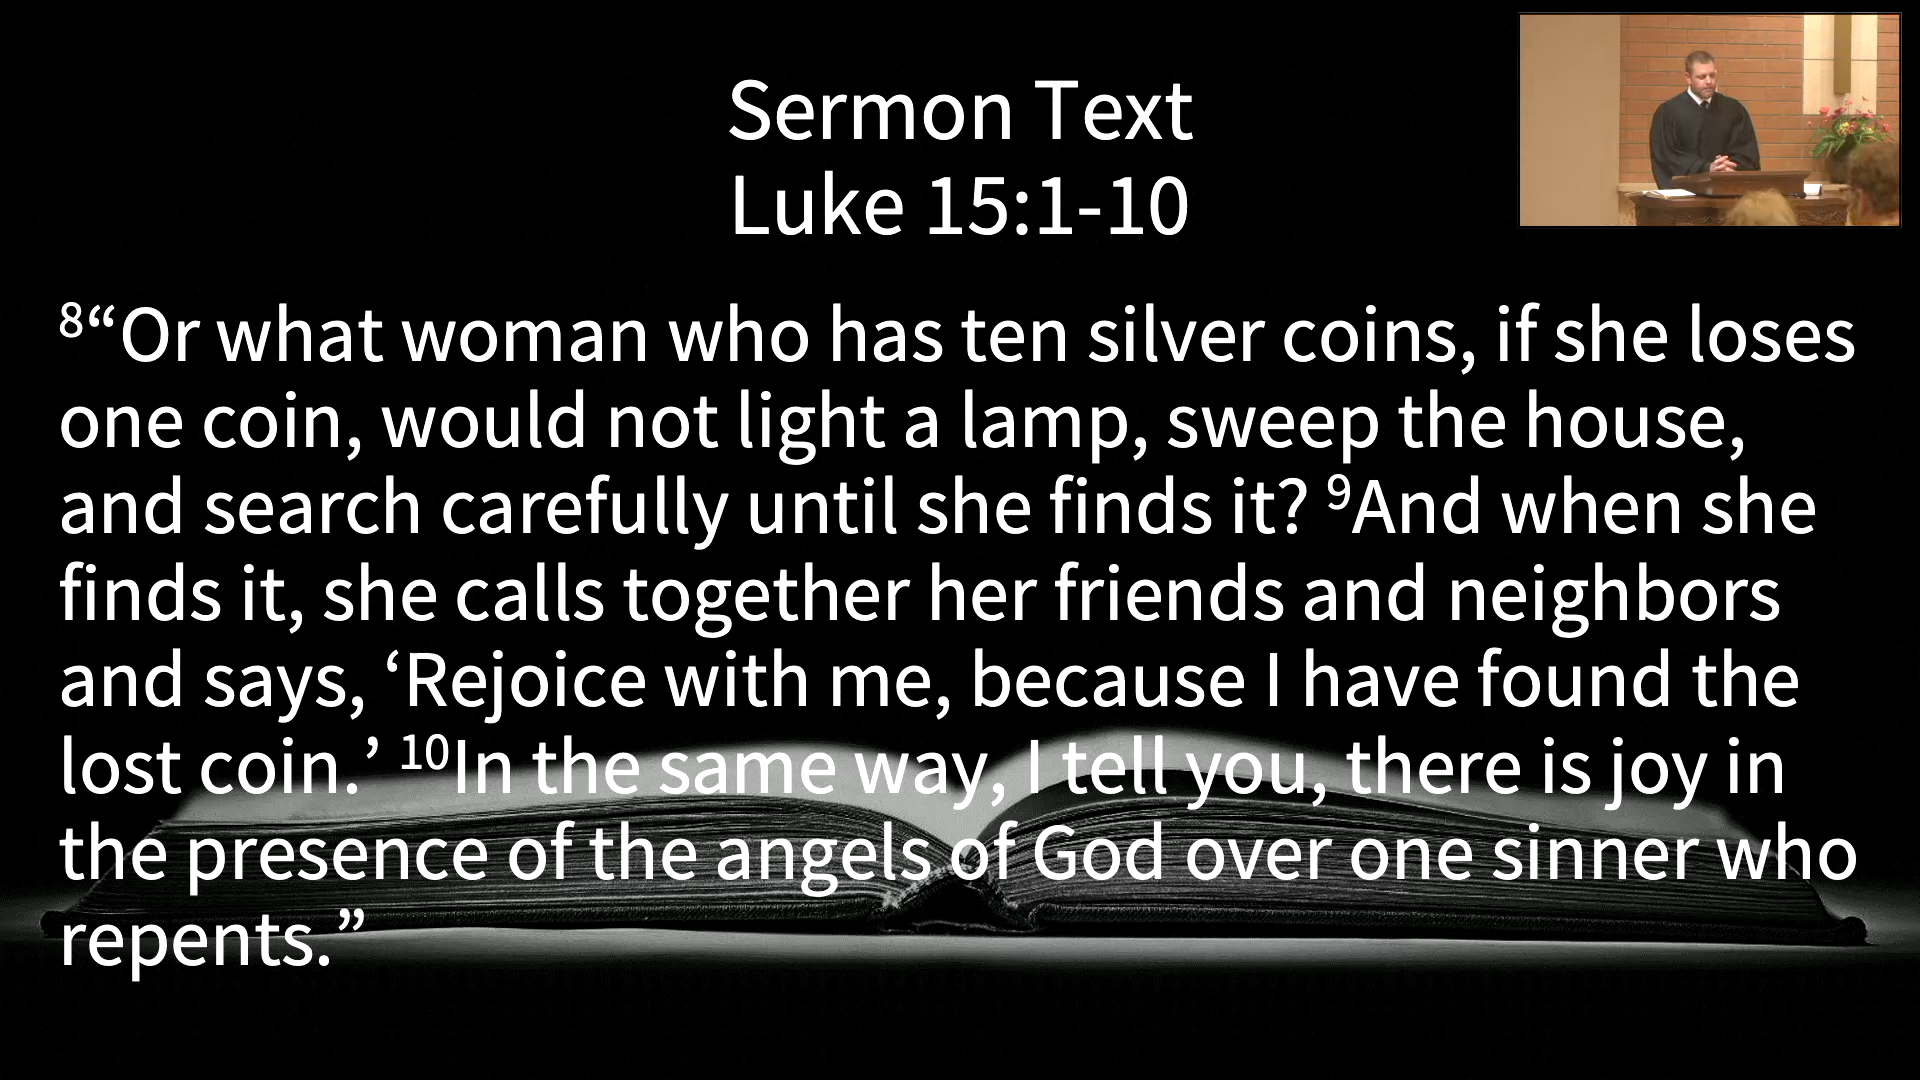 Sermon Text
Luke 15:1-10
8“Or what woman who has ten silver coins, if she loses
one coin, would not light a lamp, sweep the house,
and search carefully until she finds it? 9And when she
finds it, she calls together her friends and neighbors
and says, ‘Rejoice with me, because I have found the
lost coin.’ 10In the same way, I tell you, there is joy in
the presence of the angels of God over one sinner who
repents.”